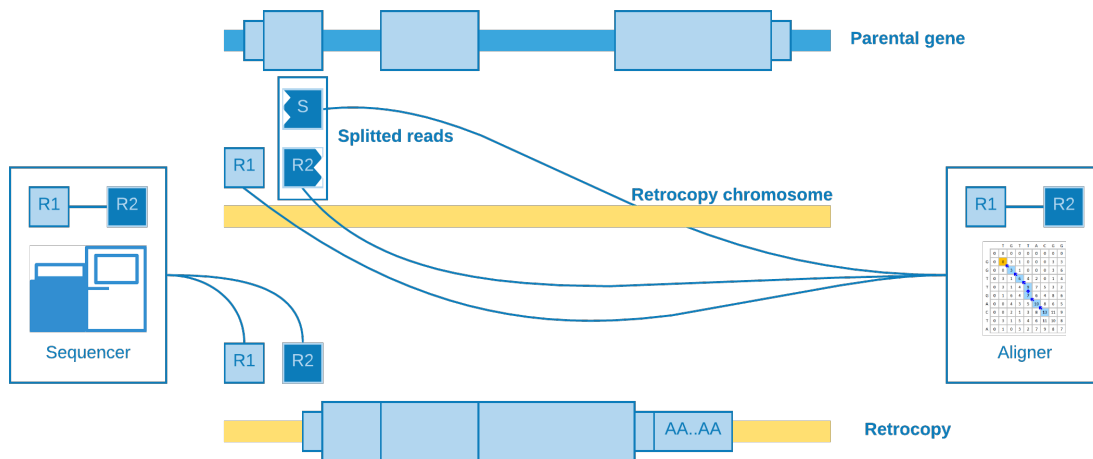 Parental gene
S
Splitted reads
R1
R2
Retrocopy chromosome
R1
R2
Sequencer
R1
R2
Aligner
R1
R2
AA..AA
Retrocopy